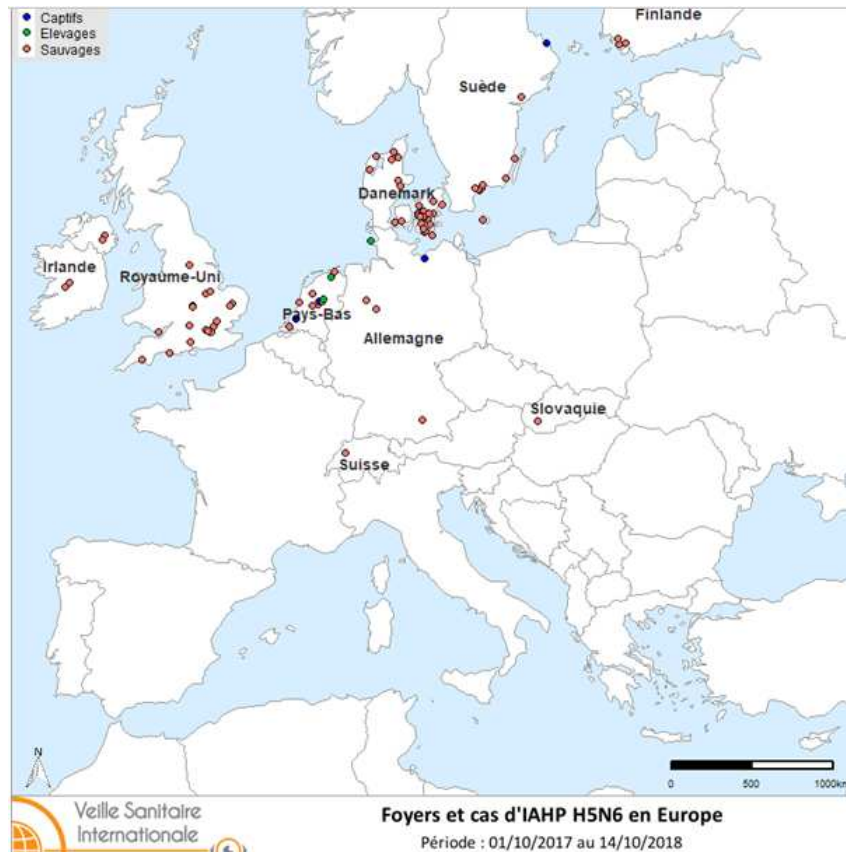 Captifs
Elevages
Sauvages
Finlande
Suède
Danemark
Irlande
Royaume-Uni
Pays-Bas
Allemagne
Slovaquie
Suisse
N
0 500 1000km
Veille Sanitaire
Internationale
Foyers et cas d'IAHP H5N6 en Europe
Période : 01/10/2017 au 14/10/2018